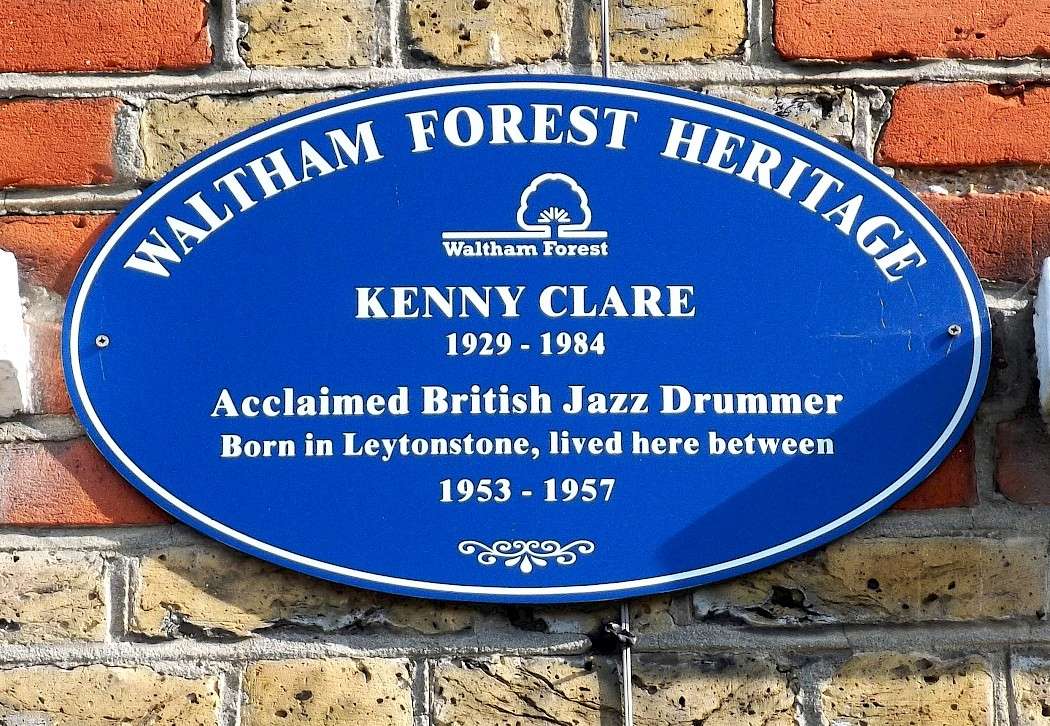 WALTHAM FOREST HERITAGE
Waltham Forest
KENNY CLARE
1929 - 1984
Acclaimed British Jazz Drummer
Born in Leytonstone, lived here between
1953 - 1957